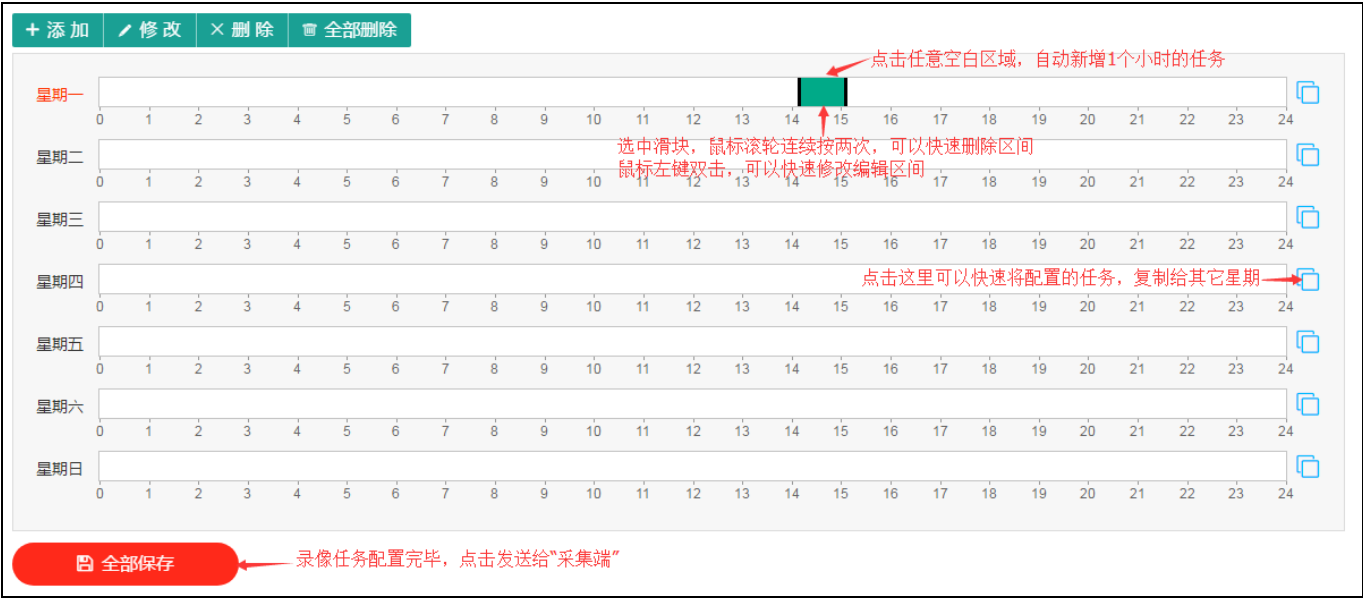 添加 修改 删除 全部删除
点击任意空白区域，自动新增1个小时的任务
星期一
0 1 2 3 4 5 6 7 8 9 10 11 12 13 14 15 16 17 18 19 20 21 22 23 24
选中滑块，鼠标滚轮连续按两次，可以快速删除区间
星期二
鼠标左键双击，可以快速修改编辑区间
0 1 2 3 4 5 6 7 8 9 10 11 12 13 14 15 16 17 18 19 20 21 22 23 24
星期三
0 1 2 3 4 5 6 7 8 9 10 11 12 13 14 15 16 17 18 19 20 21 22 23 24
点击这里可以快速将配置的任务，复制给其它星期
星期四
0 1 2 3 4 5 6 7 8 9 10 11 12 13 14 15 16 17 18 19 20 21 22 23 24
星期五
0 1 2 3 4 5 6 7 8 9 10 11 12 13 14 15 16 17 18 19 20 21 22 23 24
星期六
0 1 2 3 4 5 6 7 8 9 10 11 12 13 14 15 16 17 18 19 20 21 22 23 24
星期日
0 1 2 3 4 5 6 7 8 9 10 11 12 13 14 15 16 17 18 19 20 21 22 23 24
全部保存
录像任务配置完毕，点击发送给“采集端”